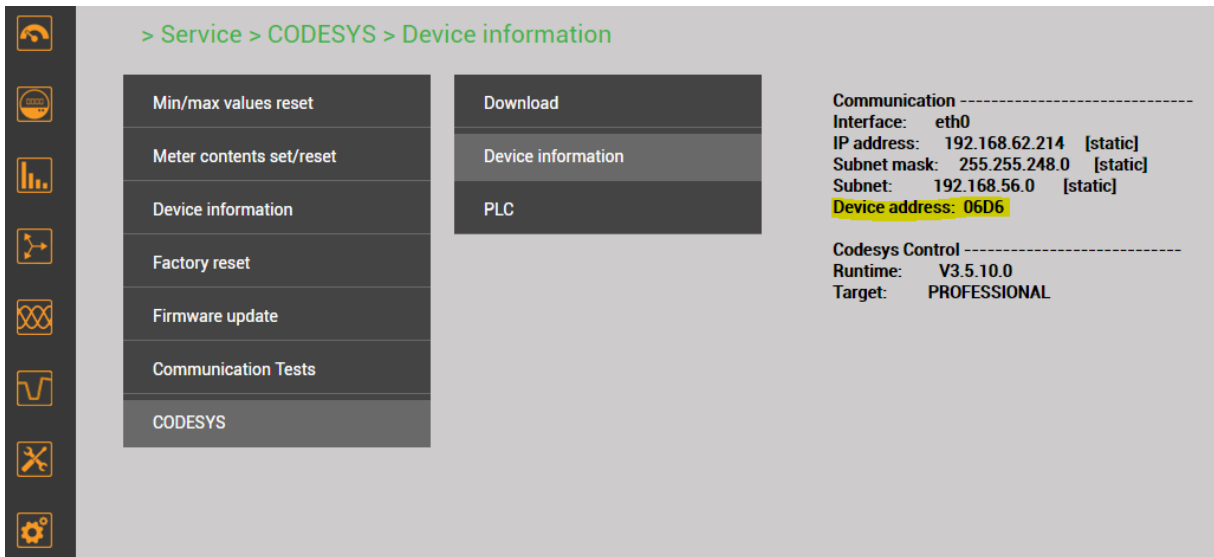 > Service > CODESYS > Device information
Min/max values reset
Meter contents set/reset
Device information
Factory reset
Firmware update
Communication Tests
CODESYS
Download
Device information
PLC
Communication ------------------------------
Interface: eth0
IP address: 192.168.62.214 [static]
Subnet mask: 255.255.248.0 [static]
Subnet: 192.168.56.0 [static]
Device address: 06D6
Codesys Control ----------------------------
Runtime: V3.5.10.0
Target: PROFESSIONAL